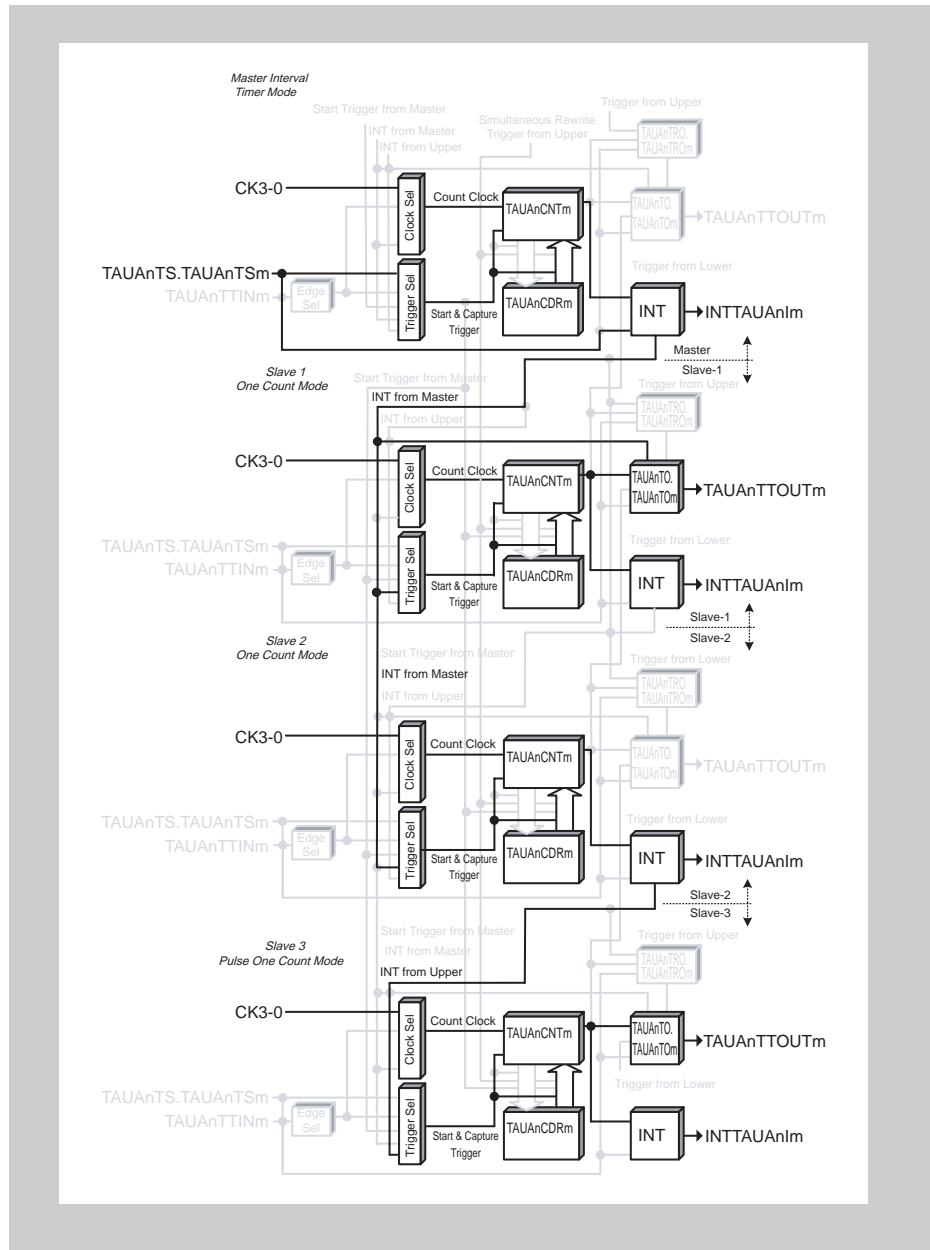 Master Interval
Timer Mode
Start Trigger from Master
INT from Master
INT from Upper
Simultaneous Rewrite
Trigger from Upper
Trigger from Upper
TAUAnTRO.
TAUAnTROm
CK3-0
Clock Sel
Count Clock
TAUAnCNTm
TAUAnTO.
TAUAnTOm
TAUAnTTOUTm
TAUAnTS.TAUAnTSm
TAUAnTTINm
Edge
Sel
Trigger Sel
Start & Capture
Trigger
TAUAnCDRm
Trigger from Lower
INT
INTTAUAnIm
Master
Slave-1
Slave 1
One Count Mode
Start Trigger from Master
INT from Master
INT from Upper
Trigger from Upper
TAUAnTRO.
TAUAnTROm
CK3-0
Clock Sel
Count Clock
TAUAnCNTm
TAUAnTO.
TAUAnTOm
TAUAnTTOUTm
TAUAnTS.TAUAnTSm
TAUAnTTINm
Edge
Sel
Trigger Sel
Start & Capture
Trigger
TAUAnCDRm
Trigger from Lower
INT
INTTAUAnIm
Slave-1
Slave-2
Slave 2
One Count Mode
Start Trigger from Master
INT from Master
INT from Upper
Trigger from Lower
TAUAnTRO.
TAUAnTROm
CK3-0
Clock Sel
Count Clock
TAUAnCNTm
TAUAnTO.
TAUAnTOm
TAUAnTTOUTm
TAUAnTS.TAUAnTSm
TAUAnTTINm
Edge
Sel
Trigger Sel
Start & Capture
Trigger
TAUAnCDRm
Trigger from Lower
INT
INTTAUAnIm
Slave-2
Slave-3
Slave 3
Pulse One Count Mode
Start Trigger from Master
INT from Master
INT from Upper
Trigger from Upper
TAUAnTRO.
TAUAnTROm
CK3-0
Clock Sel
Count Clock
TAUAnCNTm
TAUAnTO.
TAUAnTOm
TAUAnTTOUTm
TAUAnTS.TAUAnTSm
TAUAnTTINm
Edge
Sel
Trigger Sel
Start & Capture
Trigger
TAUAnCDRm
Trigger from Lower
INT
INTTAUAnIm